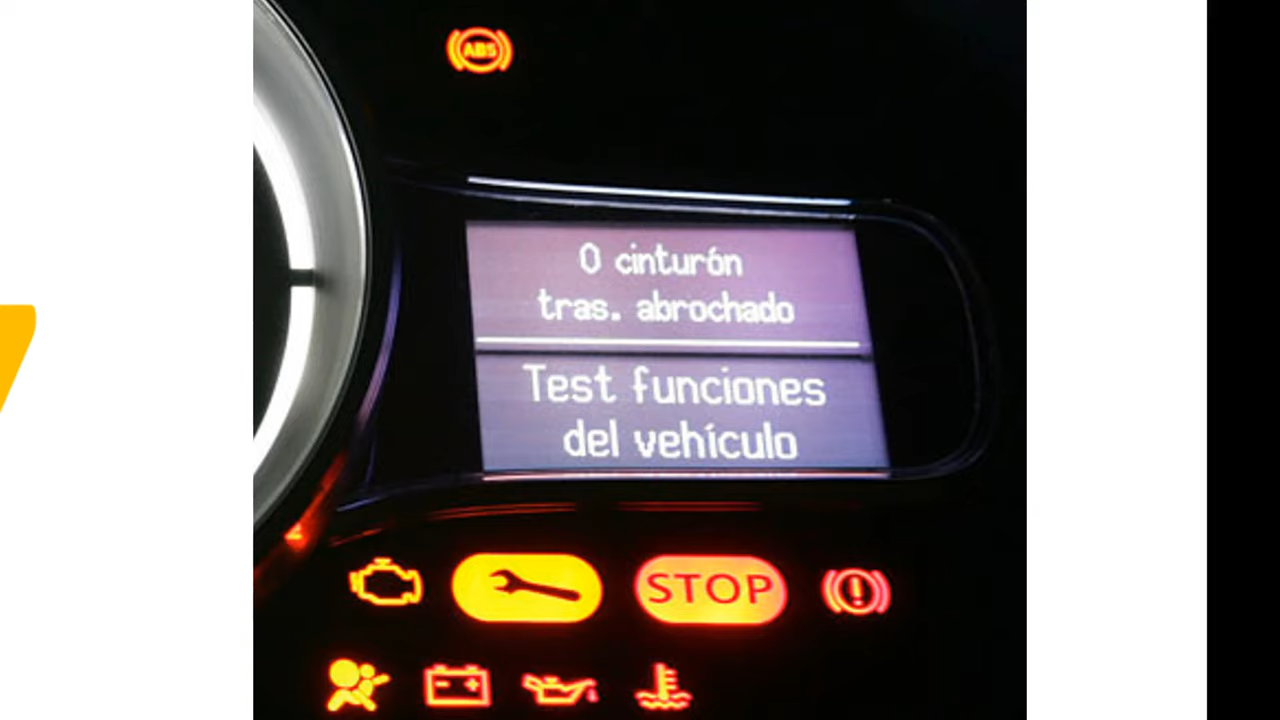 ABS
0 cinturón
tras. abrochado
Test funciones
del vehículo
STOP